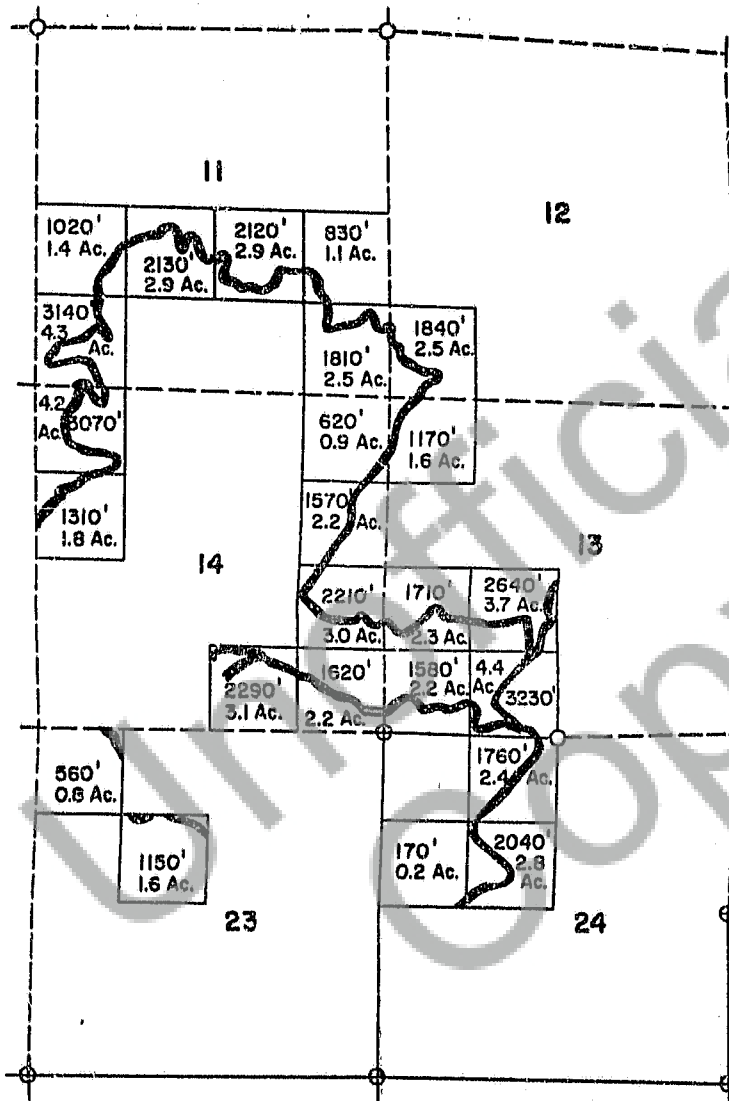 11
12
1020'
1.4 Ac.
2130'
2.9 Ac.
2120'
2.9 Ac.
830'
1.1 Ac.
3140'
4.3
Ac.
1810'
2.5 Ac.
1840'
2.5 Ac.
4.2
Ac.
3070'
620'
0.9 Ac.
1170'
1.6 Ac.
1310'
1.8 Ac.
1570'
2.2 Ac.
14
13
2210'
3.0 Ac.
1710'
2.3 Ac.
2640'
3.7 Ac.
2290'
3.1 Ac.
1620'
2.2 Ac.
1580'
2.2 Ac.
4.4
Ac.
3230'
560'
0.8 Ac.
1150'
1.6 Ac.
1760'
2.4 Ac.
170'
0.2 Ac.
2040'
2.8
Ac.
23
24